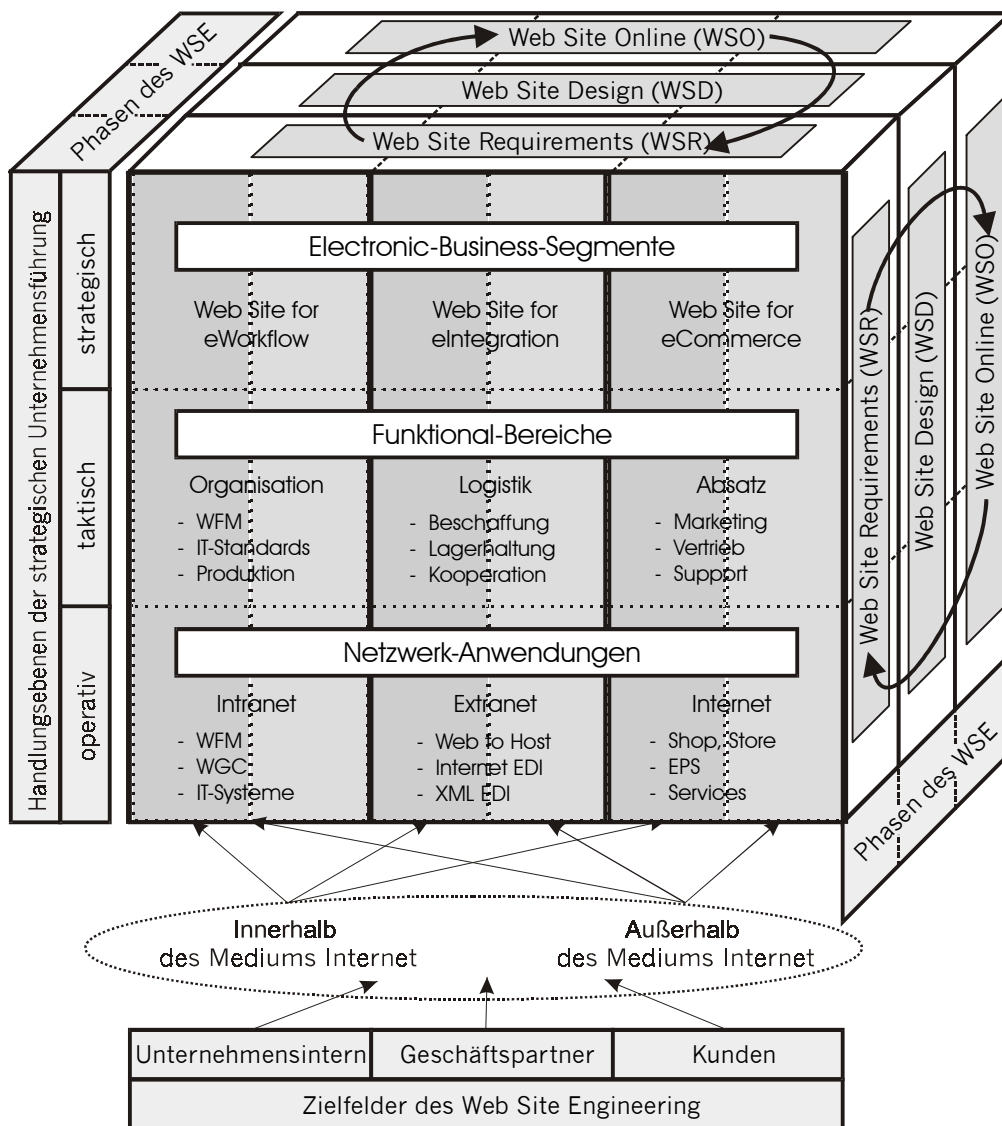 Phasen des WSE
Web Site Online (WSO)
Web Site Design (WSD)
Web Site Requirements (WSR)
Handlungsebenen der strategischen Unternehmensführung
strategisch
Electronic-Business-Segmente
Web Site for
eWorkflow
Web Site for
eIntegration
Web Site for
eCommerce
taktisch
Funktional-Bereiche
Organisation
- WFM
- IT-Standards
- Produktion
Logistik
- Beschaffung
- Lagerhaltung
- Kooperation
Absatz
- Marketing
- Vertrieb
- Support
operativ
Netzwerk-Anwendungen
Intranet
- WFM
- WGC
- IT-Systeme
Extranet
- Web to Host
- Internet EDI
- XML EDI
Internet
- Shop, Store
- EPS
- Services
Web Site Requirements (WSR)
Web Site Design (WSD)
Web Site Online (WSO)
Phasen des WSE
Innerhalb
des Mediums Internet
Außerhalb
des Mediums Internet
Unternehmensintern
Geschäftspartner
Kunden
Zielfelder des Web Site Engineering